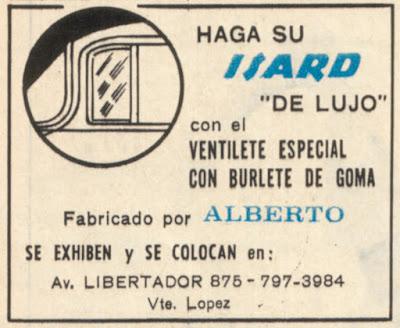 HAGA SU
ISARD
"DE LUJO"
con el
VENTILETE ESPECIAL
CON BURLETE DE GOMA
Fabricado por ALBERTO
SE EXHIBEN y SE COLOCAN en:
Av. LIBERTADOR 875 - 797-3984
Vte. Lopez